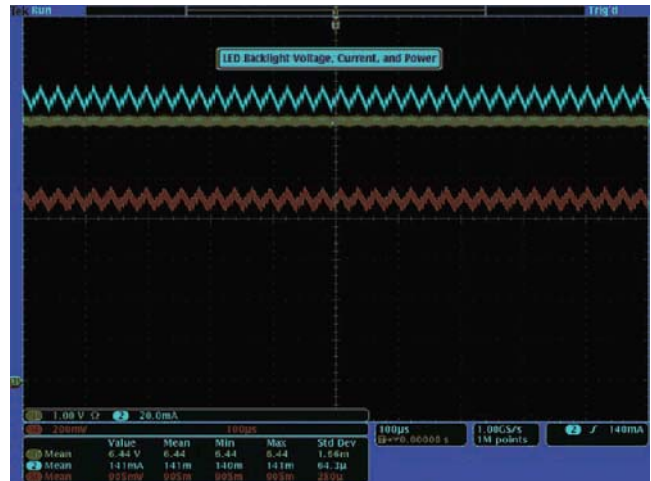 Tek Run Trig'd
LED Backlight Voltage, Current, and Power
1.00 V Ω 2 20.0mA
200mV 100µs
100µs
1.00GS/s
1M points
2 140mA
Value Mean Min Max Std Dev
Mean 6.44 V 6.44 6.44 6.44
2 Mean 141mA 141m 140m 141m 64.3µ
Mean